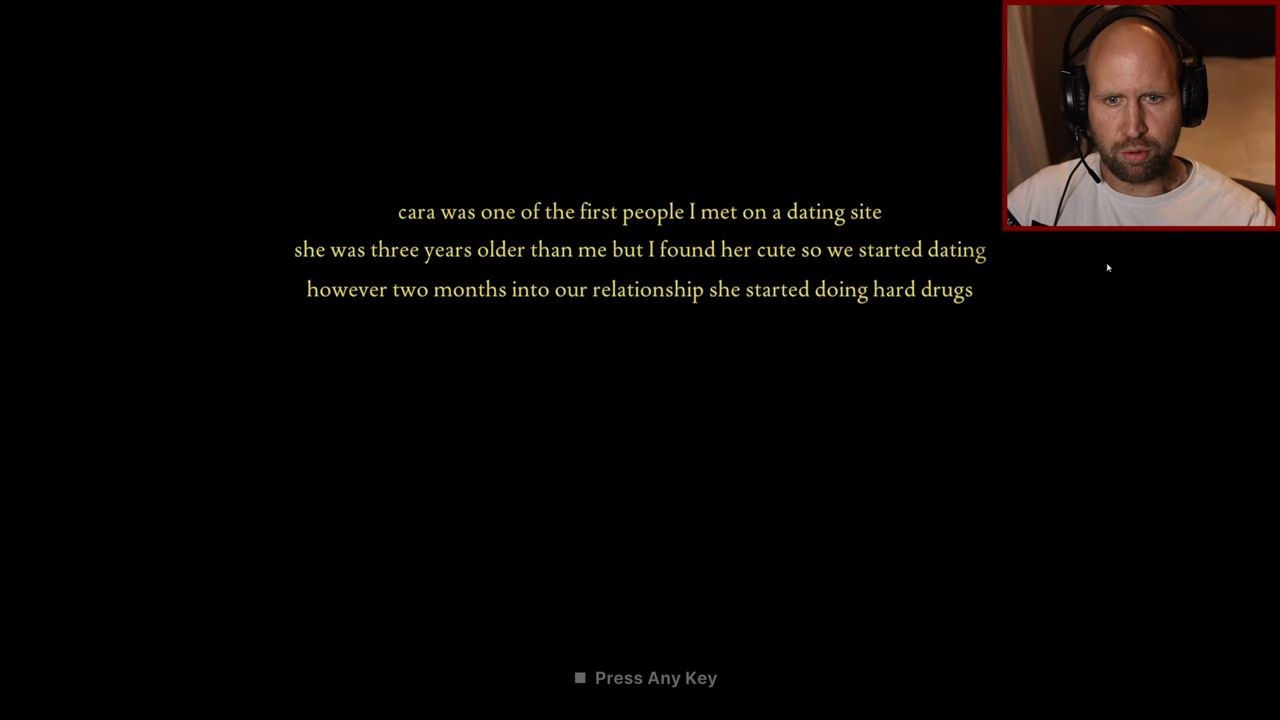 cara was one of the first people I met on a dating site
she was three years older than me but I found her cute so we started dating
however two months into our relationship she started doing hard drugs
Press Any Key